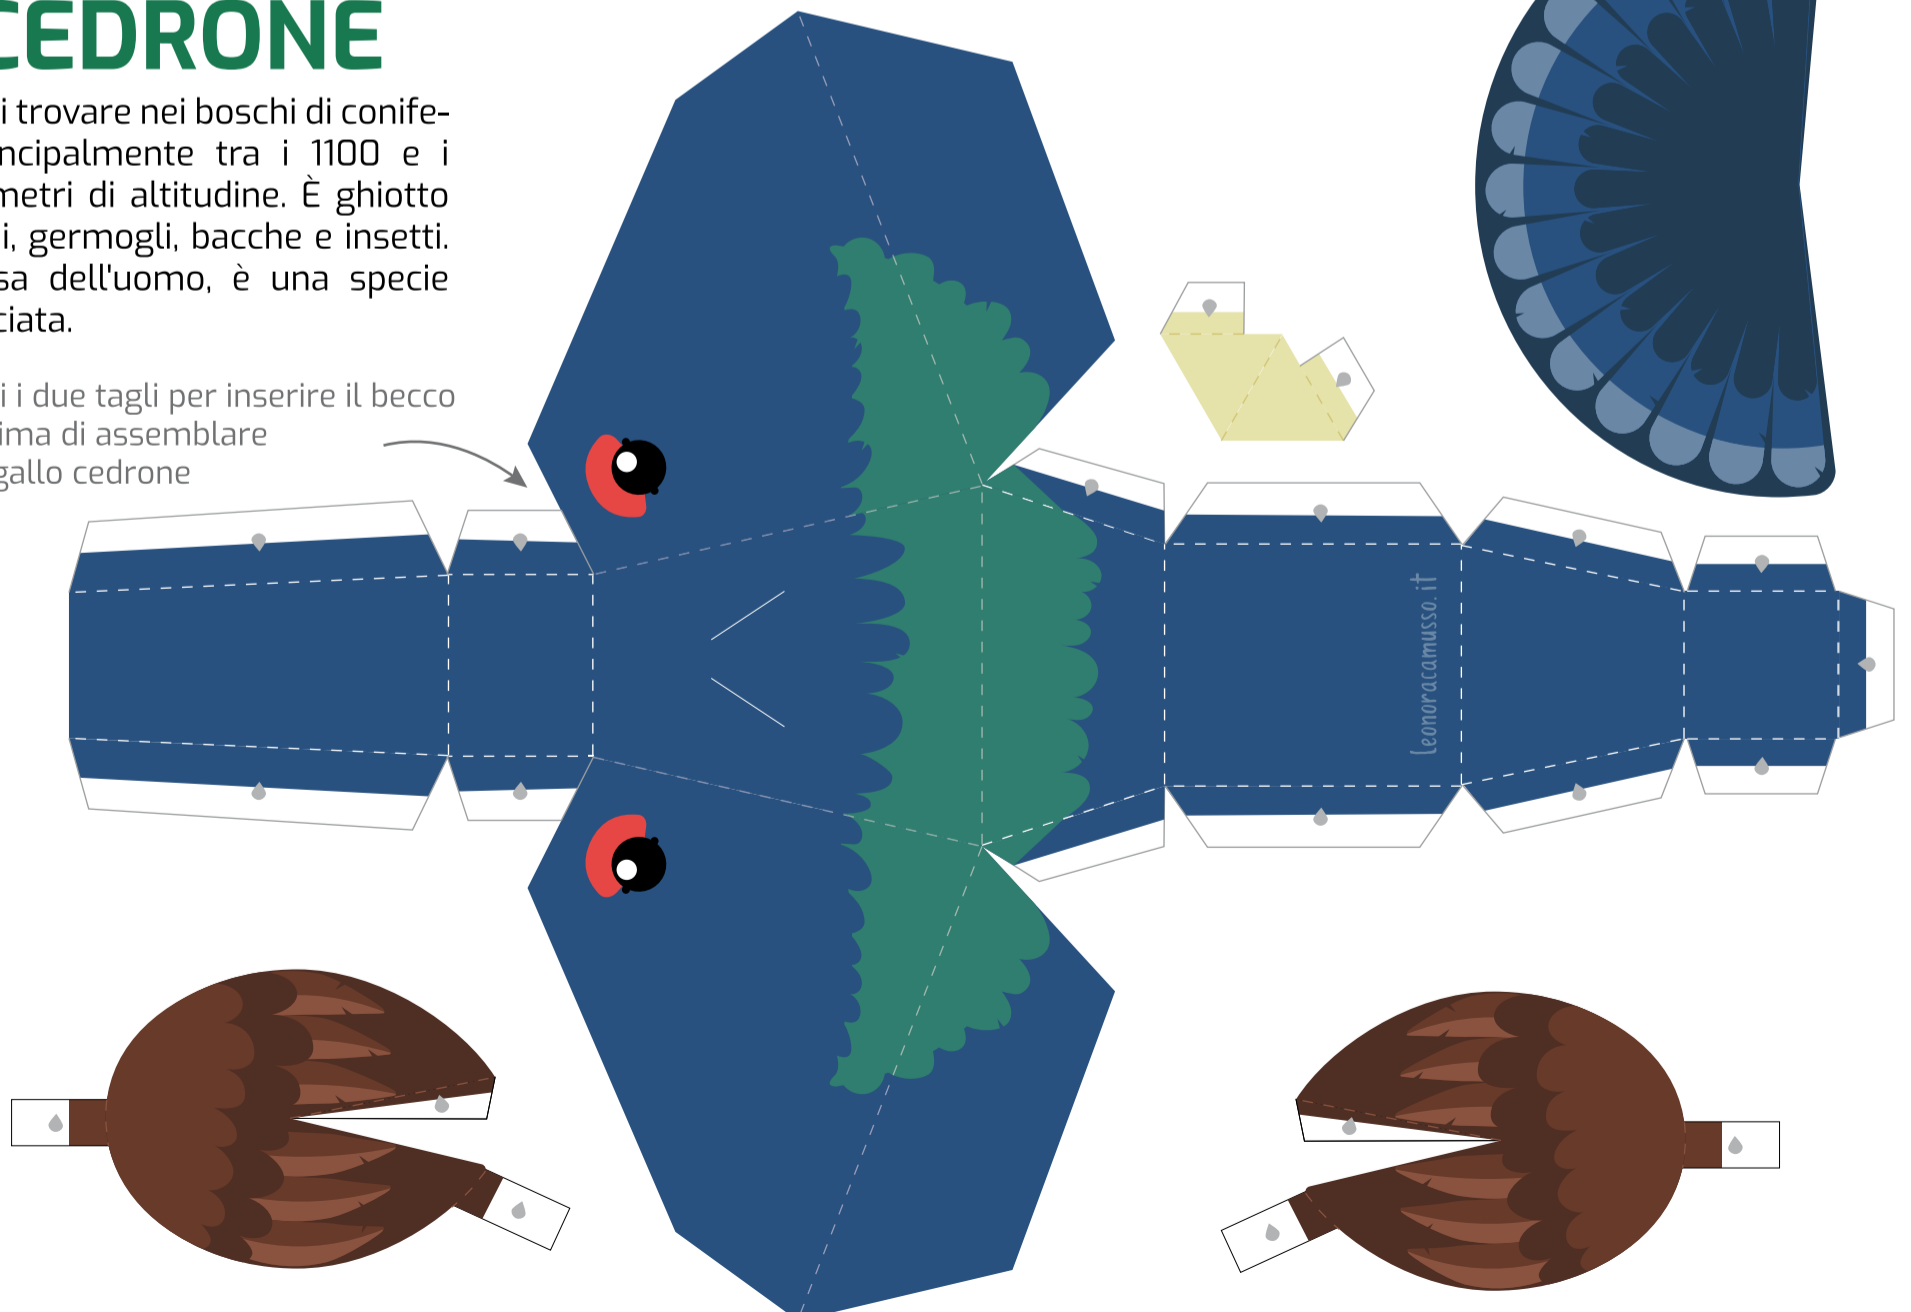 CEDRONE
i trovare nei boschi di conife-
ncipalmente tra i 1100 e i
metri di altitudine. È ghiotto
i, germogli, bacche e insetti.
sa dell'uomo, è una specie
ciata.
i i due tagli per inserire il becco
ima di assemblare
gallo cedrone
leonoracamusso.it